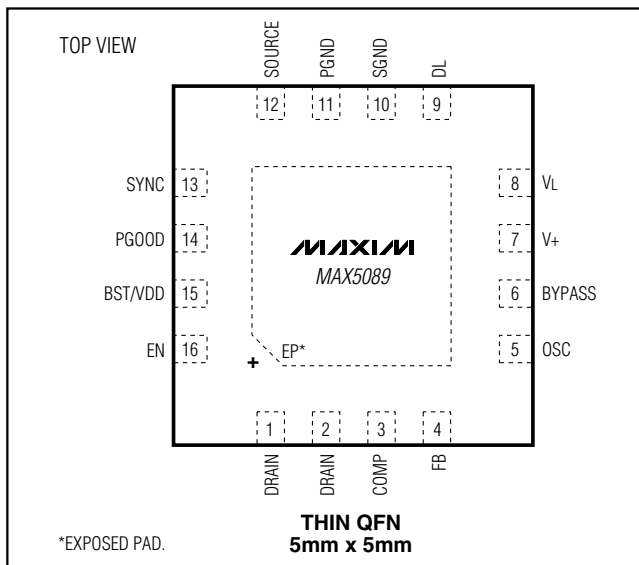 TOP VIEW
SOURCE
PGND
SGND
DL
12
11
10
9
SYNC 13
8 VL
PGOOD 14
7 V+
MAXIM
MAX5089
BST/VDD 15
6 BYPASS
EN 16
5 OSC
+
EP*
1
2
3
4
DRAIN
DRAIN
COMP
FB
THIN QFN
5mm x 5mm
*EXPOSED PAD.